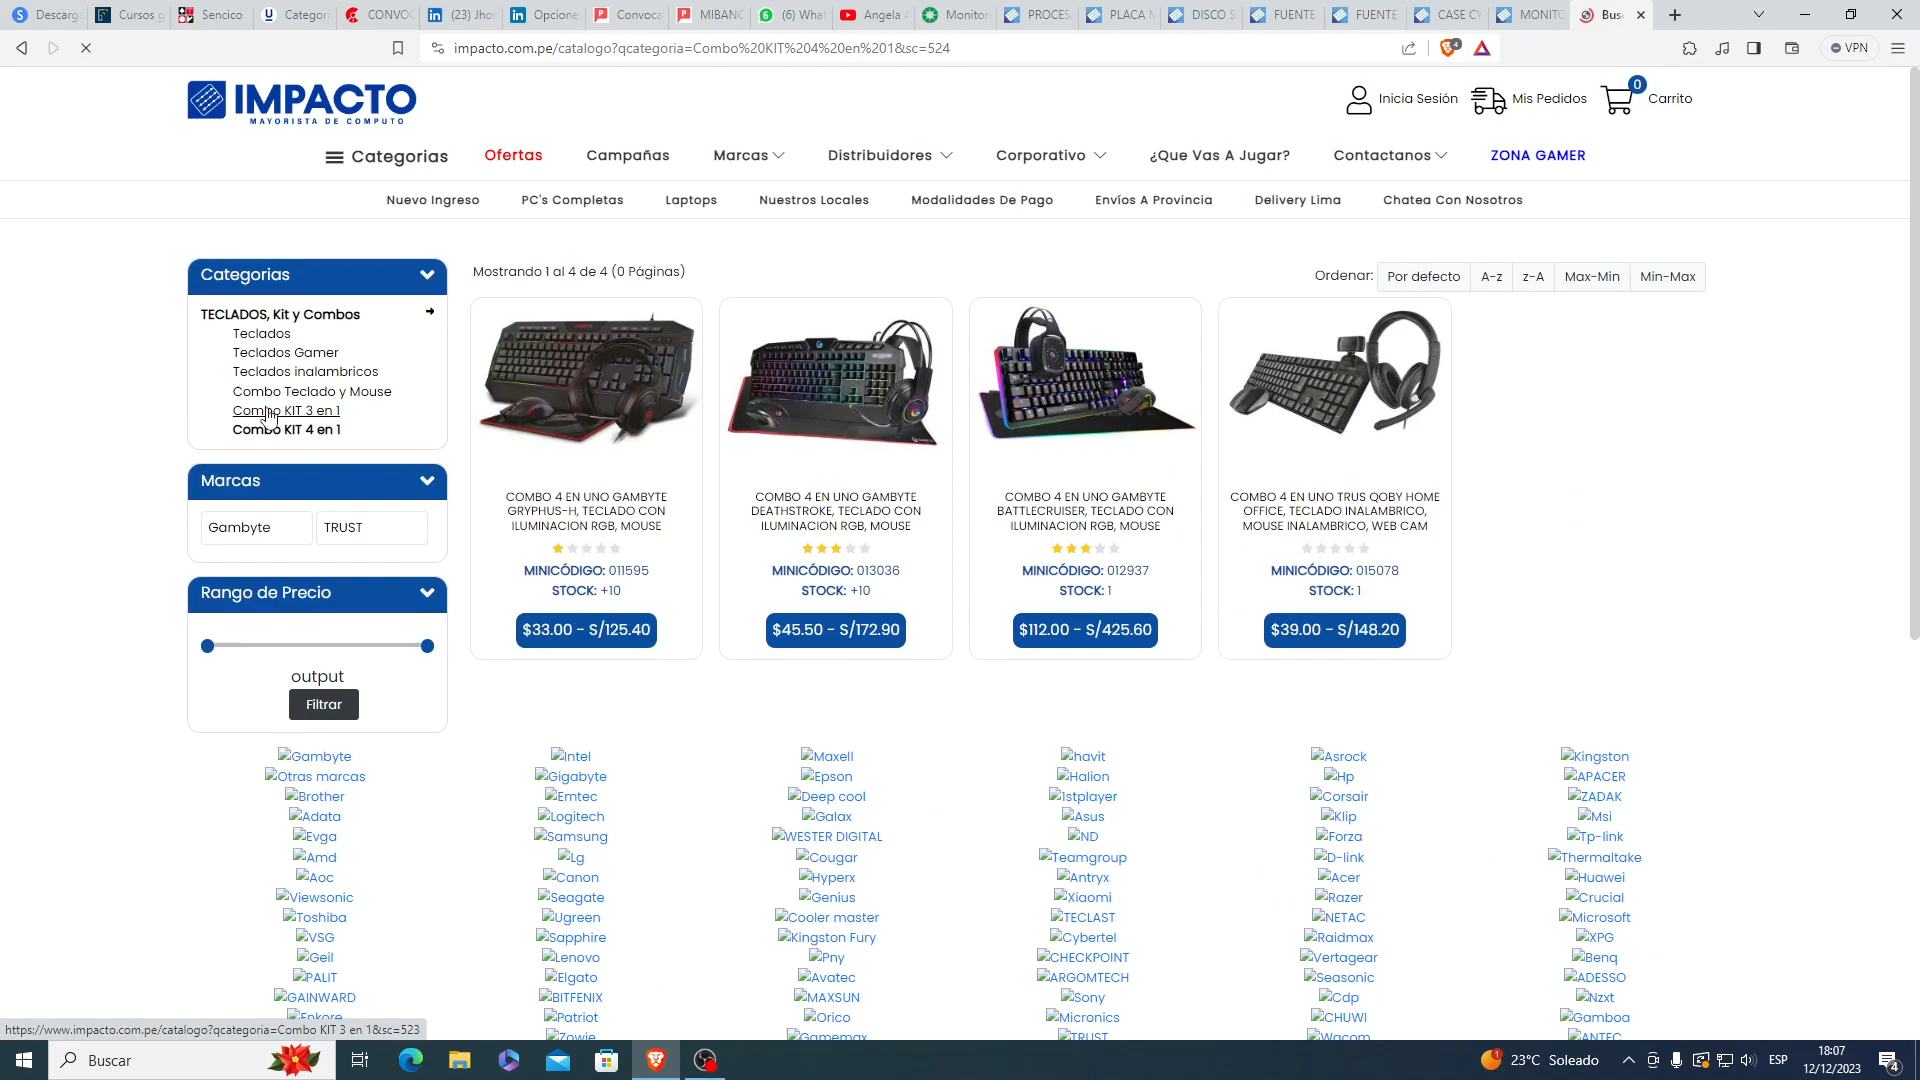 Descarga
Cursos g
Sencico
Categorí
CONVOC
(23) Jho
Opcione
Convoca
MIBANC
(6) What
Angela A
Monitor
PROCES
PLACA M
DISCO S
FUENTE
FUENTE
CASE CY
MONITO
Bus
impacto.com.pe/catalogo?qcategoria=Combo%20KIT%204%20en%201&sc=524
4
VPN
IMPACTO
MAYORISTA DE COMPUTO
Inicia Sesión
Mis Pedidos
0
Carrito
Categorias
Ofertas
Campañas
Marcas
Distribuidores
Corporativo
¿Que Vas A Jugar?
Contactanos
ZONA GAMER
Nuevo Ingreso
PC's Completas
Laptops
Nuestros Locales
Modalidades De Pago
Envíos A Provincia
Delivery Lima
Chatea Con Nosotros
Categorias
TECLADOS, Kit y Combos
Teclados
Teclados Gamer
Teclados inalambricos
Combo Teclado y Mouse
Combo KIT 3 en 1
Combo KIT 4 en 1
Marcas
Gambyte
TRUST
Rango de Precio
output
Filtrar
Mostrando 1 al 4 de 4 (0 Páginas)
Ordenar:
Por defecto
A-z
z-A
Max-Min
Min-Max
COMBO 4 EN UNO GAMBYTE
GRYPHUS-H, TECLADO CON
ILUMINACION RGB, MOUSE
MINICÓDIGO: 011595
STOCK: +10
$33.00 - S/125.40
COMBO 4 EN UNO GAMBYTE
DEATHSTROKE, TECLADO CON
ILUMINACION RGB, MOUSE
MINICÓDIGO: 013036
STOCK: +10
$45.50 - S/172.90
COMBO 4 EN UNO GAMBYTE
BATTLECRUISER, TECLADO CON
ILUMINACION RGB, MOUSE
MINICÓDIGO: 012937
STOCK: 1
$112.00 - S/425.60
COMBO 4 EN UNO TRUS QOBY HOME
OFFICE, TECLADO INALAMBRICO,
MOUSE INALAMBRICO, WEB CAM
MINICÓDIGO: 015078
STOCK: 1
$39.00 - S/148.20
Gambyte Intel Maxell havit Asrock Kingston
Otras marcas Gigabyte Epson Halion Hp APACER
Brother Emtec Deep cool 1stplayer Corsair ZADAK
Adata Logitech Galax Asus Klip Msi
Evga Samsung WESTER DIGITAL ND Forza Tp-link
Amd Lg Cougar Teamgroup D-link Thermaltake
Aoc Canon Hyperx Antryx Acer Huawei
Viewsonic Seagate Genius Xiaomi Razer Crucial
Toshiba Ugreen Cooler master TECLAST NETAC Microsoft
VSG Sapphire Kingston Fury Cybertel Raidmax XPG
Geil Lenovo Pny CHECKPOINT Vertagear Benq
PALIT Elgato Avatec ARGOMTECH Seasonic ADESSO
GAINWARD BITFENIX MAXSUN Sony Cdp Nzxt
Enkore Patriot Orico Micronics CHUWI Gamboa
Zowie Gamemax TRUST Wacom ANTEC
https://www.impacto.com.pe/catalogo?qcategoria=Combo KIT 3 en 1&sc=523
Buscar
1
23°C Soleado
ESP
18:07
12/12/2023
4